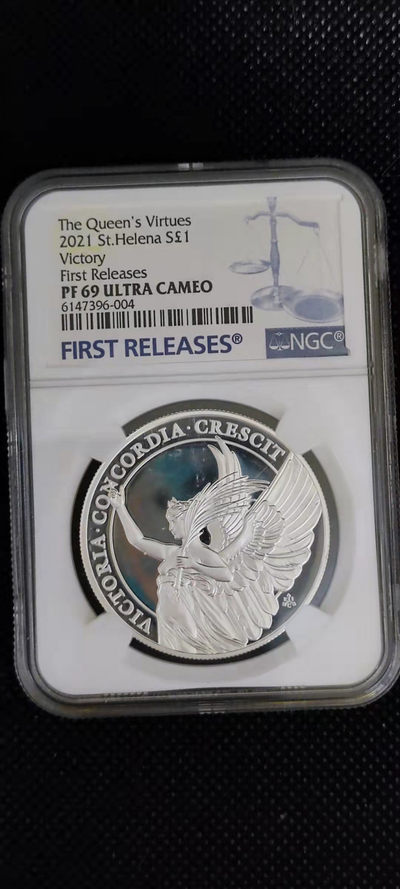 The Queen's Virtues
2021 St.Helena S£1
Victory
First Releases
PF 69 ULTRA CAMEO
6147396-004
FIRST RELEASES®
NGC®
VICTORIA·CONCORDIA·CRESCIT